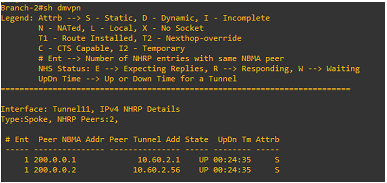 Branch-2#sh dmvpn
Legend: Attrb --> S - Static, D - Dynamic, I - Incomplete
N - NATed, L - Local, X - No Socket
T1 - Route Installed, T2 - Nexthop-override
C - CTS Capable, I2 - Temporary
# Ent --> Number of NHRP entries with same NBMA peer
NHS Status: E --> Expecting Replies, R --> Responding, W --> Waiting
UpDn Time --> Up or Down Time for a Tunnel
==========================================================================
Interface: Tunnel11, IPv4 NHRP Details
Type:Spoke, NHRP Peers:2,
# Ent  Peer NBMA Addr Peer Tunnel Add State  UpDn Tm Attrb
----- --------------- --------------- ----- -------- -----
1 200.0.0.1 10.60.2.1 UP 00:24:35 S
1 200.0.0.2 10.60.2.56 UP 00:24:35 S